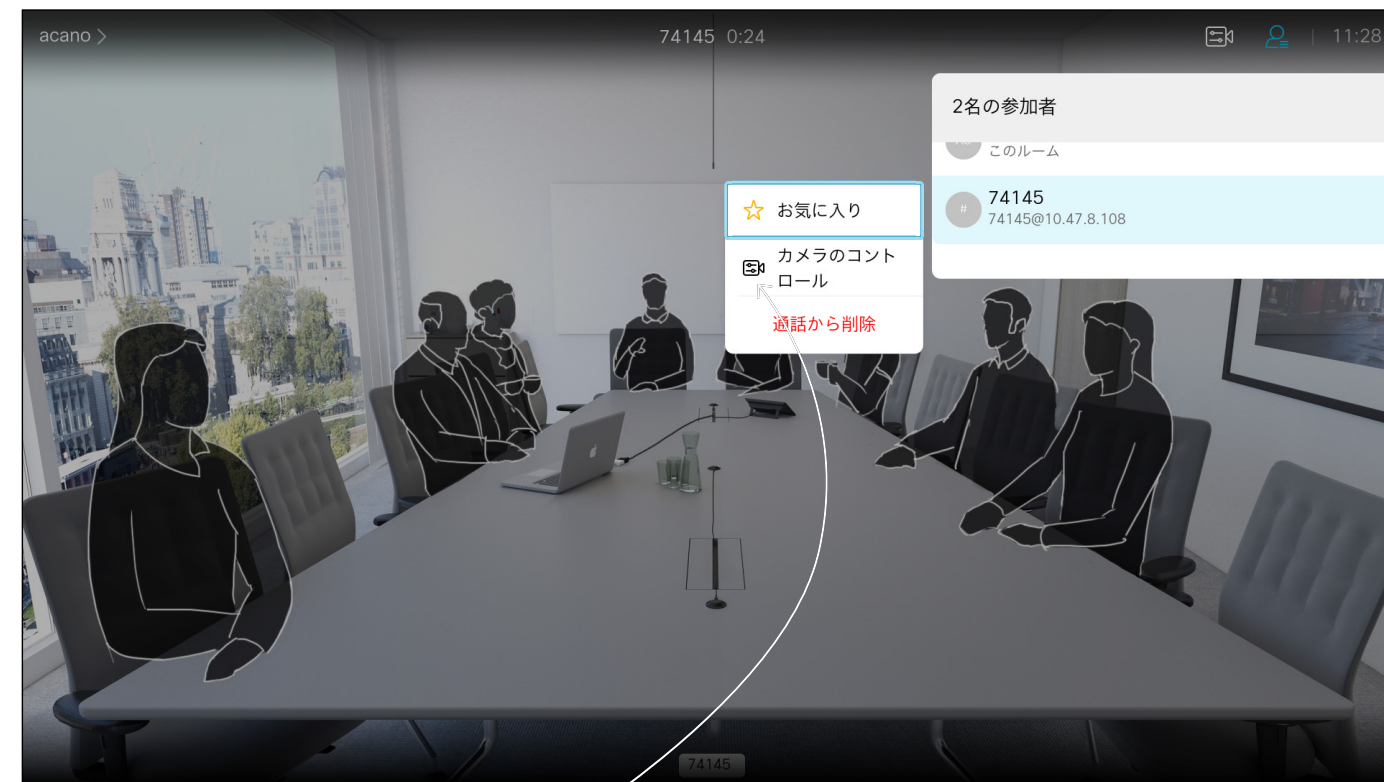 acano >
74145 0:24
11:28
2名の参加者
このルーム
#
74145
74145@10.47.8.108
お気に入り
カメラのコント
ロール
通話から削除
74145